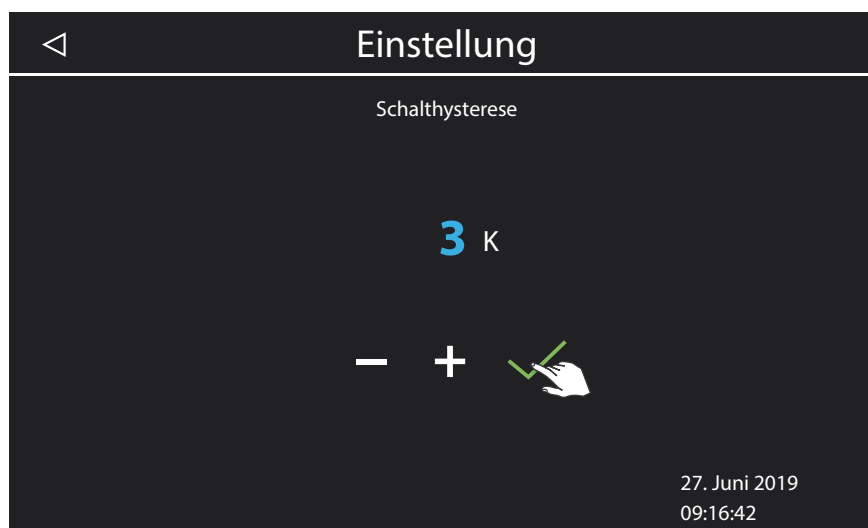 Einstellung
Schalthysterese
3 K
27. Juni 2019
09:16:42